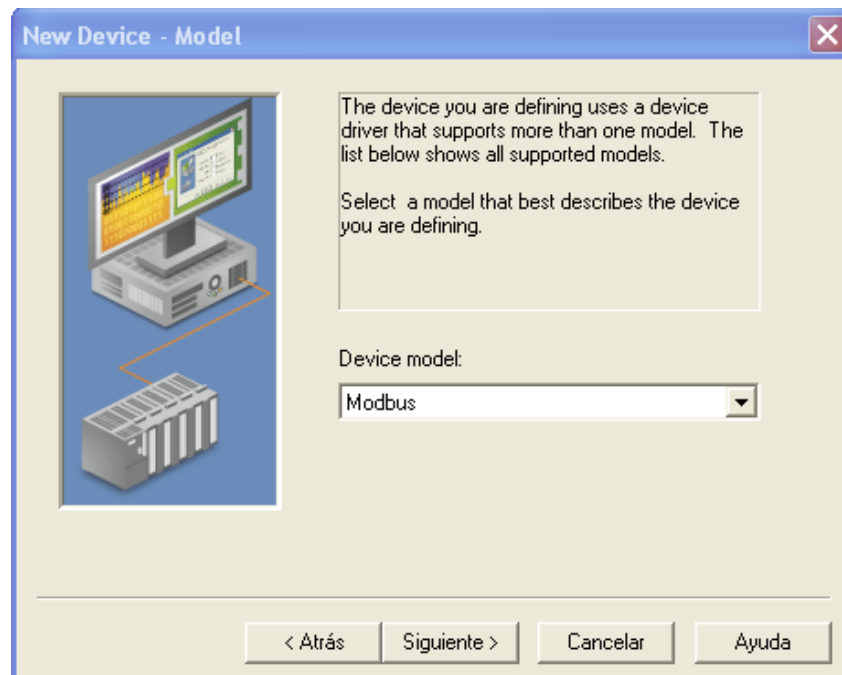 New Device - Model
The device you are defining uses a device
driver that supports more than one model.  The
list below shows all supported models.
Select  a model that best describes the device
you are defining.
Device model:
Modbus
< Atrás
Siguiente >
Cancelar
Ayuda